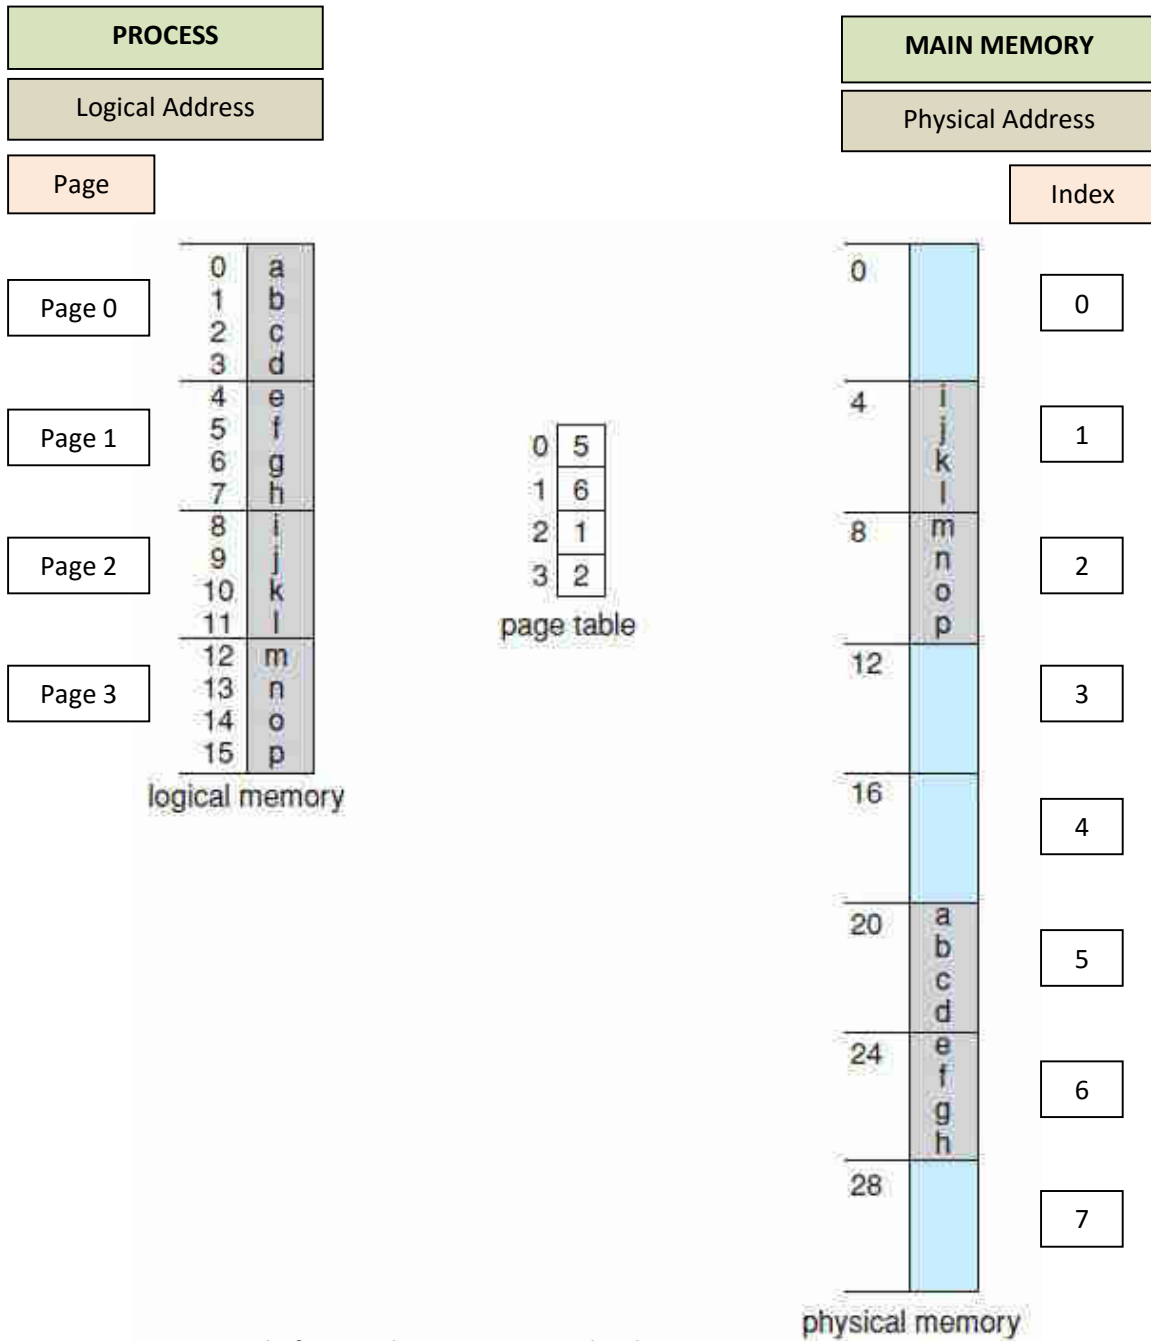 PROCESS
Logical Address
Page
Page 0
0 a
1 b
2 c
3 d
Page 1
4 e
5 f
6 g
7 h
Page 2
8 i
9 j
10 k
11 l
Page 3
12 m
13 n
14 o
15 p
logical memory
0 5
1 6
2 1
3 2
page table
MAIN MEMORY
Physical Address
Index
0
0
4 i
j
k
l
1
8 m
n
o
p
2
12
3
16
4
20 a
b
c
d
5
24 e
f
g
h
6
28
7
physical memory